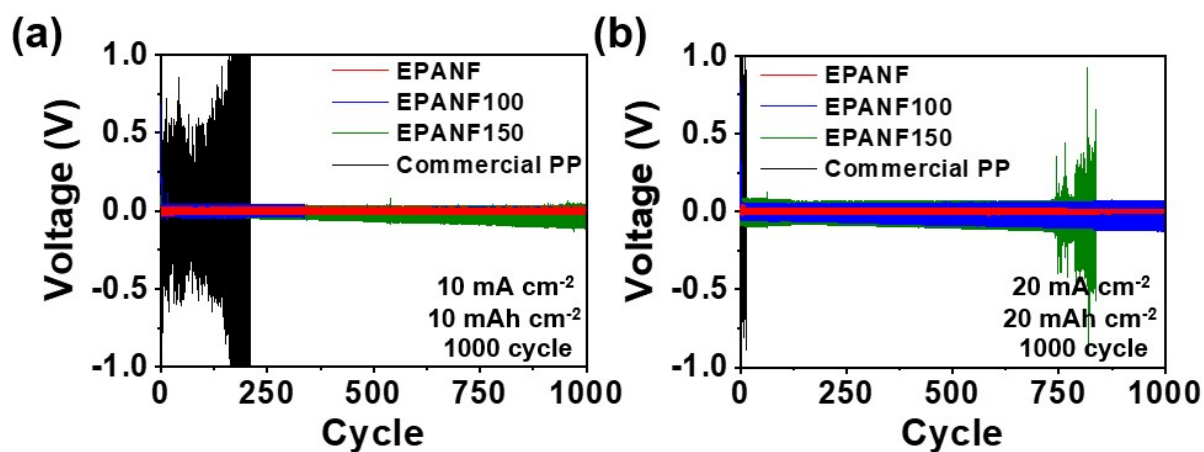 (a)
1.0
0.5
0.0
-0.5
-1.0
Voltage (V)
EPANF
EPANF100
EPANF150
Commercial PP
10 mA cm-2
10 mAh cm-2
1000 cycle
0 250 500 750 1000
Cycle
(b)
1.0
0.5
0.0
-0.5
-1.0
Voltage (V)
EPANF
EPANF100
EPANF150
Commercial PP
20 mA cm-2
20 mAh cm-2
1000 cycle
0 250 500 750 1000
Cycle